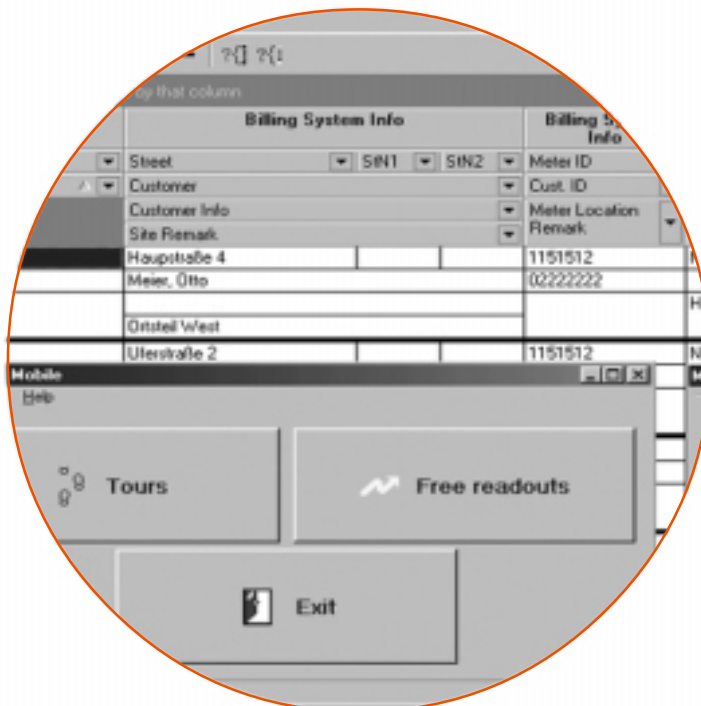 by that column
Billing System Info
Billing
Info
Street StN1 StN2 Meter ID
Customer Cust. ID
Customer Info Meter Location
Site Remark Remark
Haupstraße 4 1151512
Meier, Otto 02222222
H
Ortsteil West
Uferstraße 2 1151512 N
Mobile
Help
Tours Free readouts
Exit